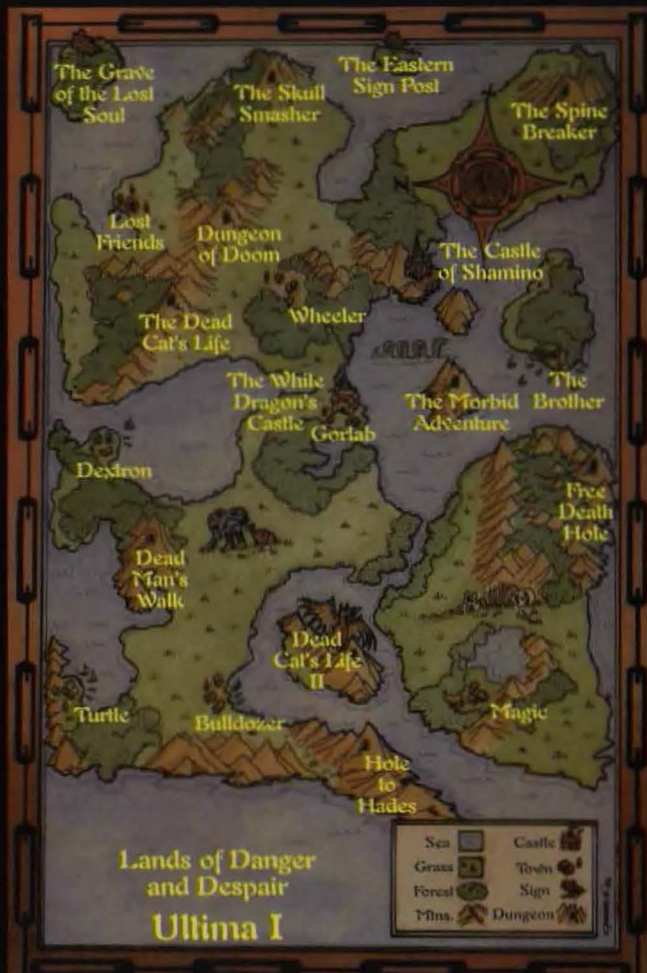 The Grave
of the Lost
Soul
The Skull
Smasher
The Eastern
Sign Post
The Spine
Breaker
N
Lost
Friends
Dungeon
of Doom
The Castle
of Shamino
Wheeler
The Dead
Cat's Life
The While
Dragon's
Castle
Gorlab
The Morbid
Adventure
The
Brother
Dextron
Free
Death
Hole
Dead
Man's
Walk
Dead
Cat's Life
II
Turtle
Bulldozer
Magic
Hole
to
Hades
Lands of Danger
and Despair
Ultima I
Sea
Castle
Grass
Town
Forest
Sign
Mtns.
Dungeon